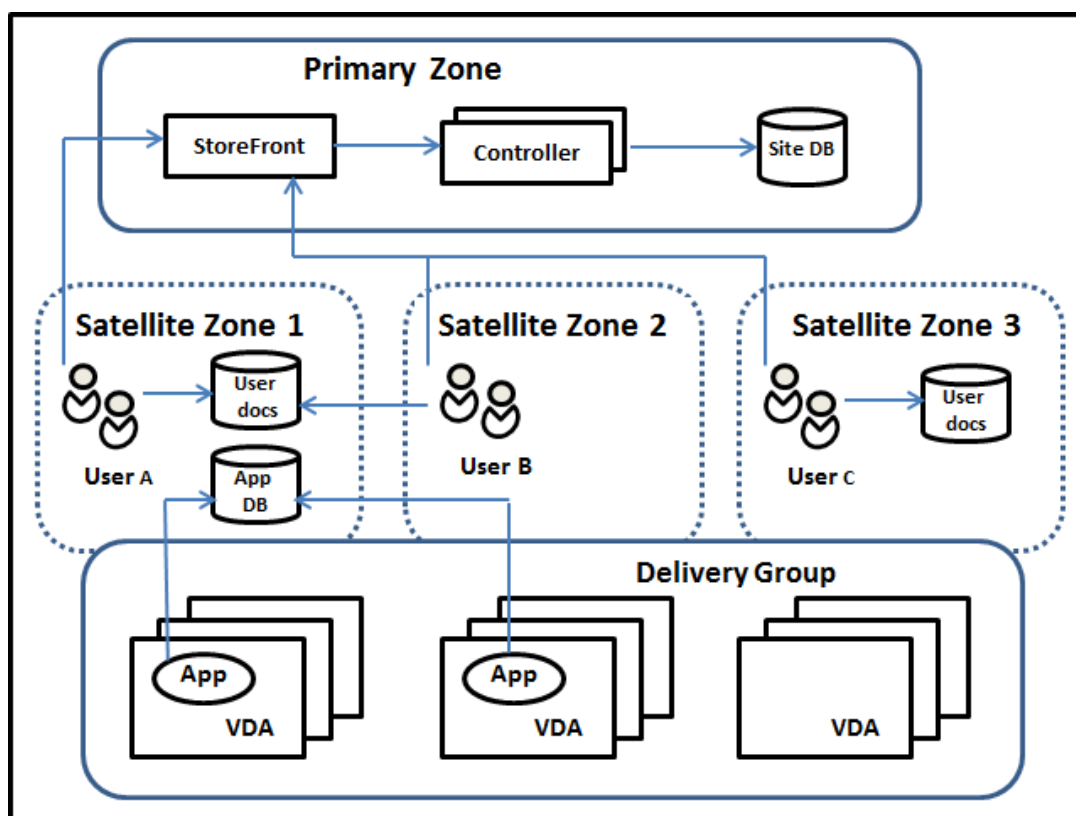 Primary Zone
StoreFront
Controller
Site DB
Satellite Zone 1
Satellite Zone 2
Satellite Zone 3
User
docs
User
docs
User A
App
DB
User B
User C
Delivery Group
App
VDA
App
VDA
VDA